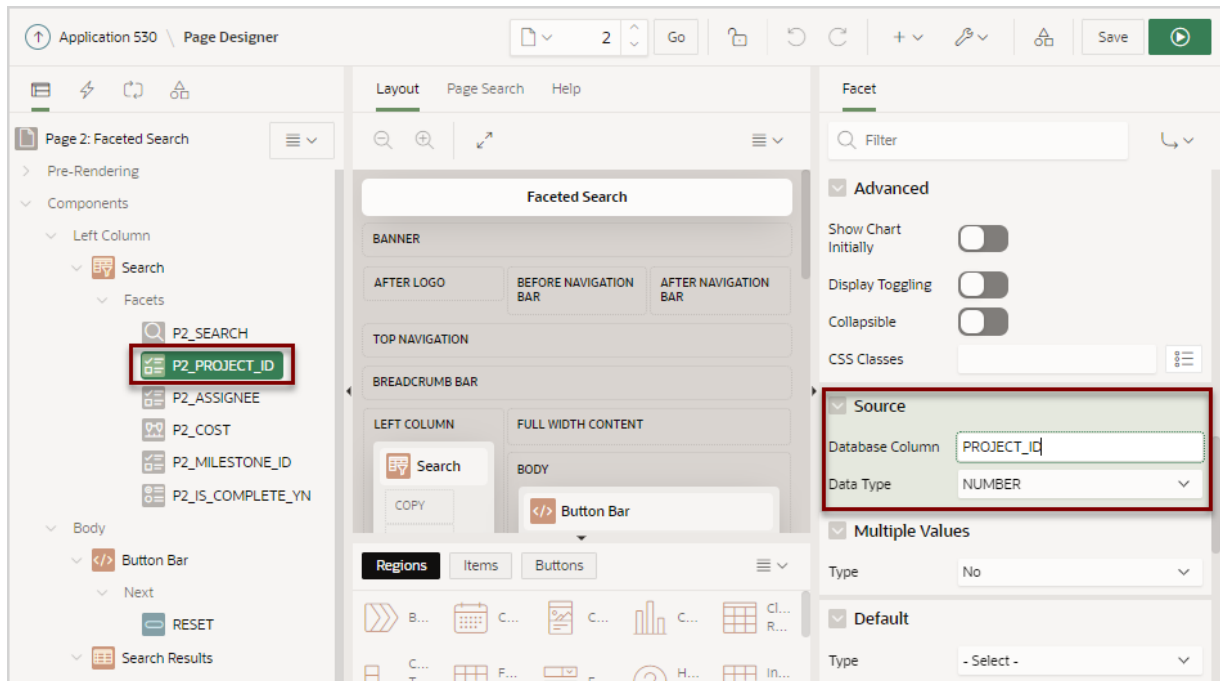 Application 530 \ Page Designer
2
Go
Save
Page 2: Faceted Search
Pre-Rendering
Components
Left Column
Search
Facets
P2_SEARCH
P2_PROJECT_ID
P2_ASSIGNEE
P2_COST
P2_MILESTONE_ID
P2_IS_COMPLETE_YN
Body
Button Bar
Next
RESET
Search Results
Layout Page Search Help
Faceted Search
BANNER
AFTER LOGO
BEFORE NAVIGATION
BAR
AFTER NAVIGATION
BAR
TOP NAVIGATION
BREADCRUMB BAR
LEFT COLUMN
Search
COPY
FULL WIDTH CONTENT
BODY
Button Bar
Regions Items Buttons
B... C... C... C... Cl...
R...
C...
F... H... In...
Facet
Filter
Advanced
Show Chart
Initially
Display Toggling
Collapsible
CSS Classes
Source
Database Column PROJECT_ID
Data Type NUMBER
Multiple Values
Type No
Default
Type - Select -